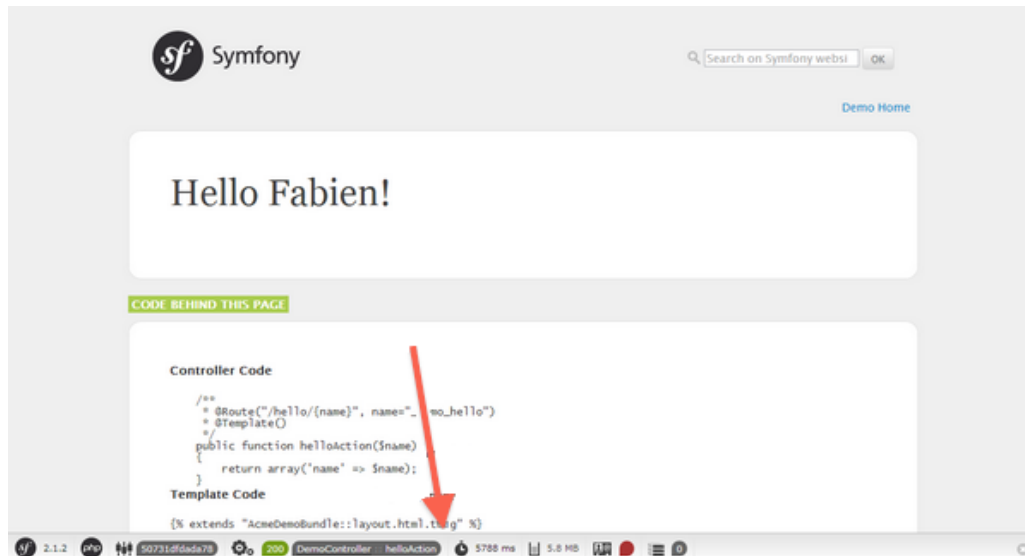 sf Symfony
Search on Symfony websi OK
Demo Home
Hello Fabien!
CODE BEHIND THIS PAGE
Controller Code
/**
* @Route("/hello/{name}", name="_ mo_hello")
* @Template()
*/
public function helloAction($name)
{
return array('name' => $name);
}
Template Code
{% extends "AcmeDemoBundle::layout.html.t g" %}
sf 2.1.2 php 50731dfdada78 200 DemoController :: helloAction 5788 ms 5.8 MB 0